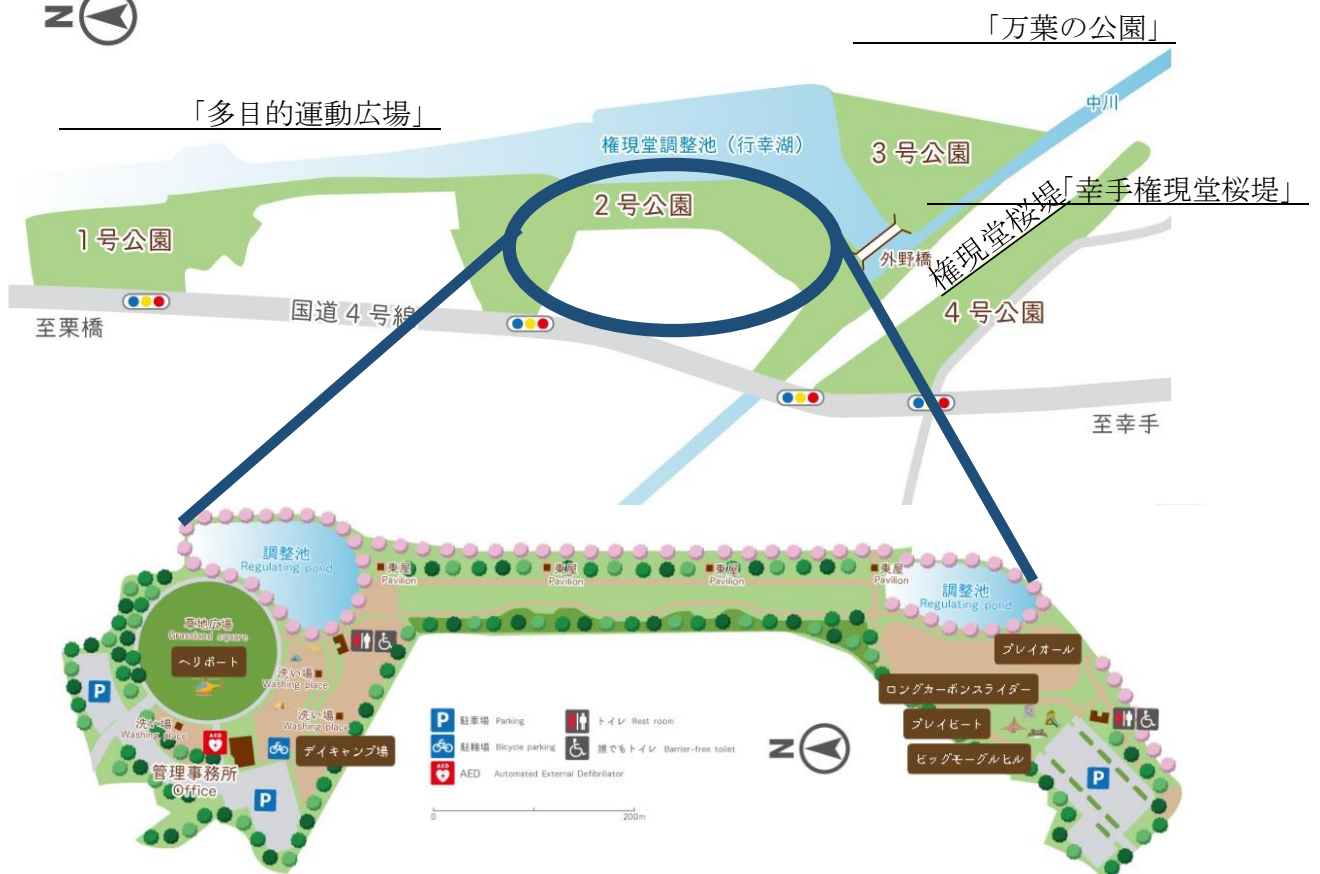 N
「万葉の公園」
「多目的運動広場」
中川
権現堂調整池（行幸湖）
3号公園
「幸手権現堂桜堤」
権現堂桜堤
2号公園
1号公園
外野橋
4号公園
国道4号線
至栗橋
至幸手
調整池
Regulating pond
東屋
Pavilion
東屋
Pavilion
東屋
Pavilion
東屋
Pavilion
調整池
Regulating pond
草地広場
Grassland square
ヘリポート
洗い場
Washing place
洗い場
Washing place
洗い場
Washing place
P
AED
デイキャンプ場
管理事務所
Office
P
プレイオール
ロングカーボンスライダー
プレイビート
ビッグモーグルヒル
P
P 駐車場 Parking
トイレ Rest room
駐輪場 Bicycle parking
誰でもトイレ Barrier-free toilet
AED AED Automated External Defibrillator
N
0 200m